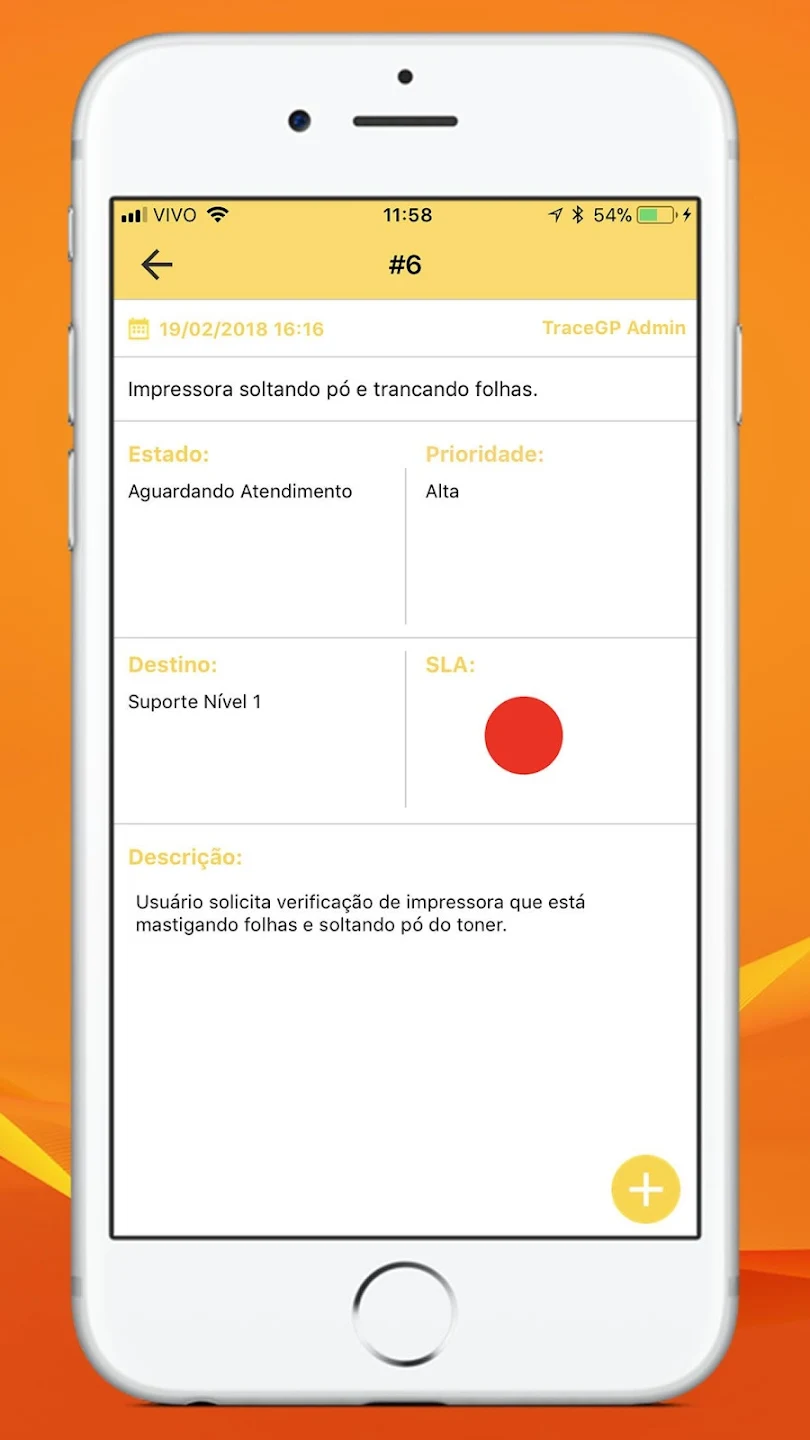 VIVO 11:58 54%
#6
19/02/2018 16:16 TraceGP Admin
Impressora soltando pó e trancando folhas.
Estado: Prioridade:
Aguardando Atendimento Alta
Destino: SLA:
Suporte Nível 1
Descrição:
Usuário solicita verificação de impressora que está
mastigando folhas e soltando pó do toner.